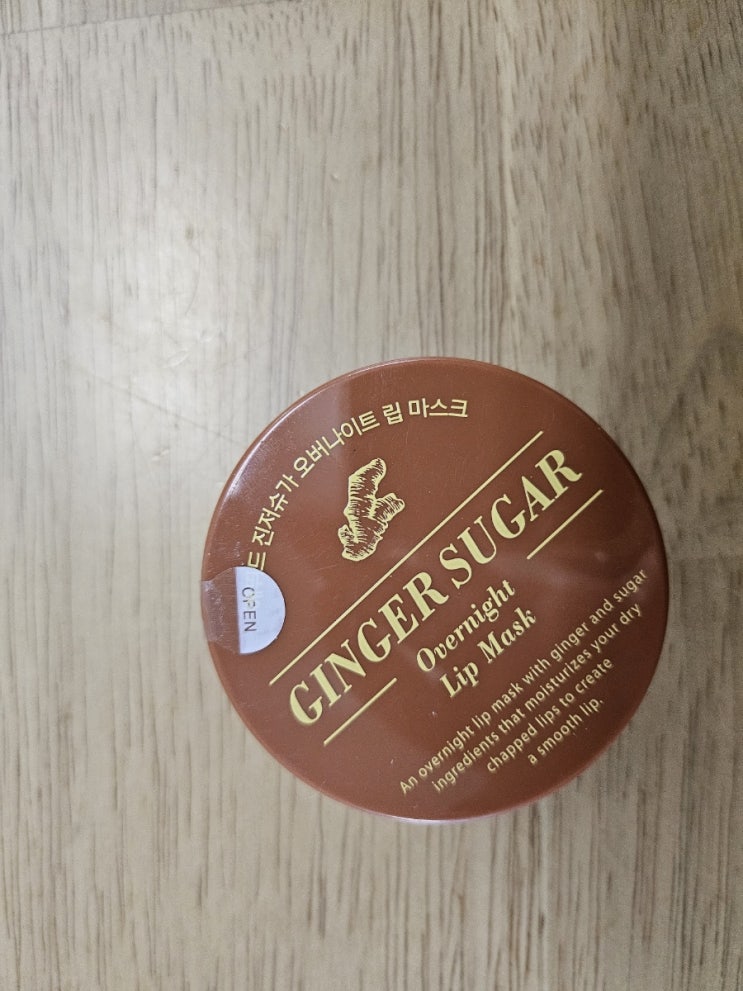 드 진저슈가 오버나이트 립 마스크
OPEN
GINGER SUGAR
Overnight
Lip Mask
An overnight lip mask with ginger and sugar
ingredients that moisturizes your dry
chapped lips to create
a smooth lip.